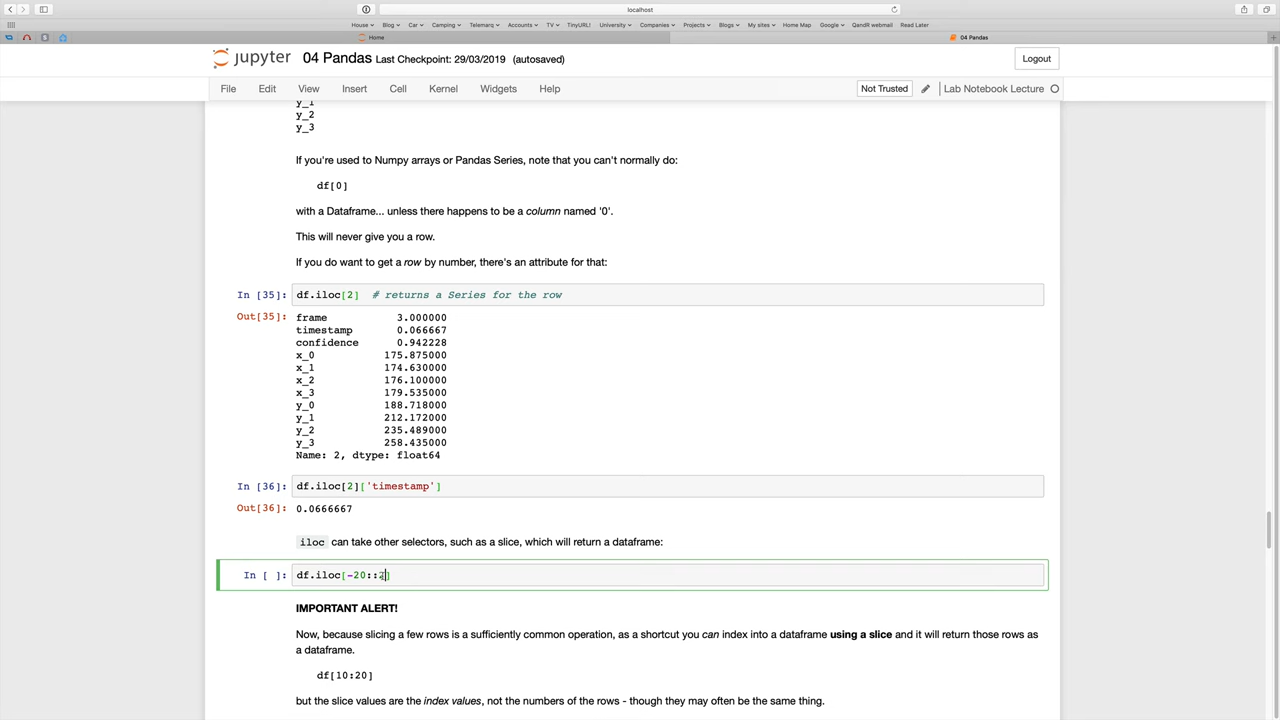 localhost
House Blog Car Camping Telemarq Accounts TV TinyURL! University Companies Projects Blogs My sites Home Map Google QandR webmail Read Later
Home
04 Pandas
jupyter 04 Pandas Last Checkpoint: 29/03/2019 (autosaved)
Logout
File Edit View Insert Cell Kernel Widgets Help
Not Trusted
Lab Notebook Lecture
y_1
y_2
y_3
If you're used to Numpy arrays or Pandas Series, note that you can't normally do:
df[0]
with a Dataframe... unless there happens to be a column named '0'.
This will never give you a row.
If you do want to get a row by number, there's an attribute for that:
In [35]: df.iloc[2] # returns a Series for the row
Out[35]: frame 3.000000
timestamp 0.066667
confidence 0.942228
x_0 175.875000
x_1 174.630000
x_2 176.100000
x_3 179.535000
y_0 188.718000
y_1 212.172000
y_2 235.489000
y_3 258.435000
Name: 2, dtype: float64
In [36]: df.iloc[2]['timestamp']
Out[36]: 0.0666667
iloc can take other selectors, such as a slice, which will return a dataframe:
In [ ]: df.iloc[-20::2]
IMPORTANT ALERT!
Now, because slicing a few rows is a sufficiently common operation, as a shortcut you can index into a dataframe using a slice and it will return those rows as
a dataframe.
df[10:20]
but the slice values are the index values, not the numbers of the rows - though they may often be the same thing.